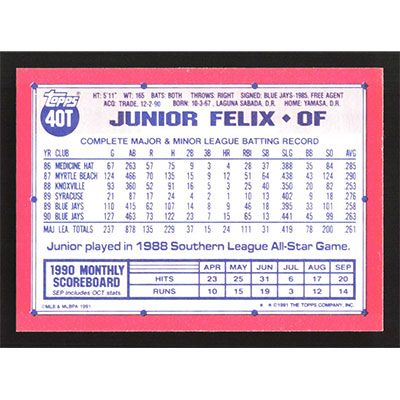 Topps
40T
HT: 5'11" WT: 165 BATS: BOTH THROWS: RIGHT SIGNED: BLUE JAYS-1985, FREE AGENT
ACQ: TRADE, 12-2-90 BORN: 10-3-67, LAGUNA SABADA, D.R. HOME: YAMASA, D.R.
JUNIOR FELIX • OF
COMPLETE MAJOR & MINOR LEAGUE BATTING RECORD
YR CLUB G AB R H 2B 3B HR RBI SB SLG BB SO AVG
86 MEDICINE HAT 67 263 57 75 9 3 4 28 37 388 35 84 285
87 MYRTLE BEACH 124 466 70 135 15 2 12 51 64 408 43 124 290
88 KNOXVILLE 93 360 52 91 16 5 3 25 40 350 20 82 253
89 SYRACUSE 21 87 17 24 4 2 1 10 13 402 9 18 276
89 BLUE JAYS 110 415 62 107 14 8 9 46 18 395 33 101 258
90 BLUE JAYS 127 463 73 122 23 7 15 65 13 441 45 99 263
MAJ LEA TOTALS 237 878 135 229 37 15 24 111 31 419 78 200 261
Junior played in 1988 Southern League All-Star Game.
1990 MONTHLY SCOREBOARD
SEP includes OCT stats
APR MAY JUN JUL AUG SEP
HITS 23 25 31 6 17 20
RUNS 10 15 19 3 12 14
©MLB & MLBPA 1991
* * ©1991 THE TOPPS COMPANY, INC.